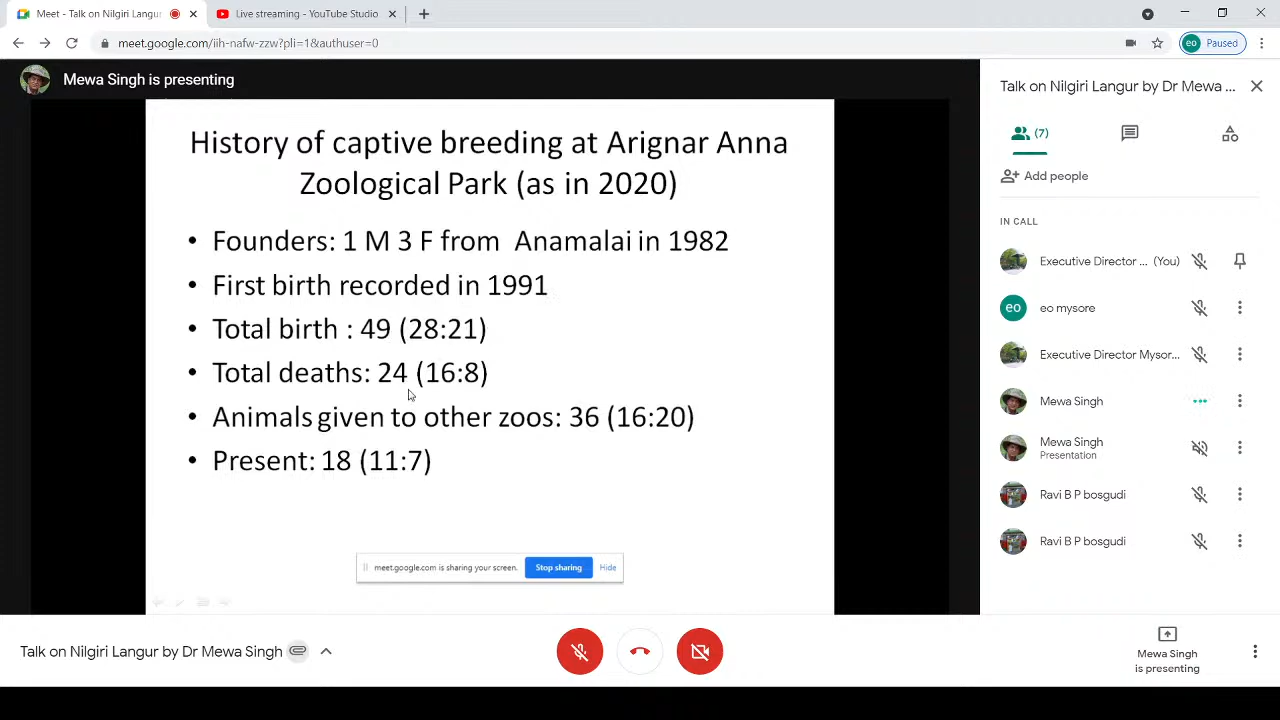 Meet - Talk on Nilgiri Langur
Live streaming - YouTube Studio
meet.google.com/iih-nafw-zzw?pli=1&authuser=0
eo Paused
Mewa Singh is presenting
History of captive breeding at Arignar Anna
Zoological Park (as in 2020)
• Founders: 1 M 3 F from Anamalai in 1982
• First birth recorded in 1991
• Total birth : 49 (28:21)
• Total deaths: 24 (16:8)
• Animals given to other zoos: 36 (16:20)
• Present: 18 (11:7)
meet.google.com is sharing your screen.
Stop sharing
Hide
Talk on Nilgiri Langur by Dr Mewa ...
(7)
Add people
IN CALL
Executive Director ... (You)
eo eo mysore
Executive Director Mysor...
Mewa Singh
Mewa Singh
Presentation
Ravi B P bosgudi
Ravi B P bosgudi
Talk on Nilgiri Langur by Dr Mewa Singh
Mewa Singh
is presenting